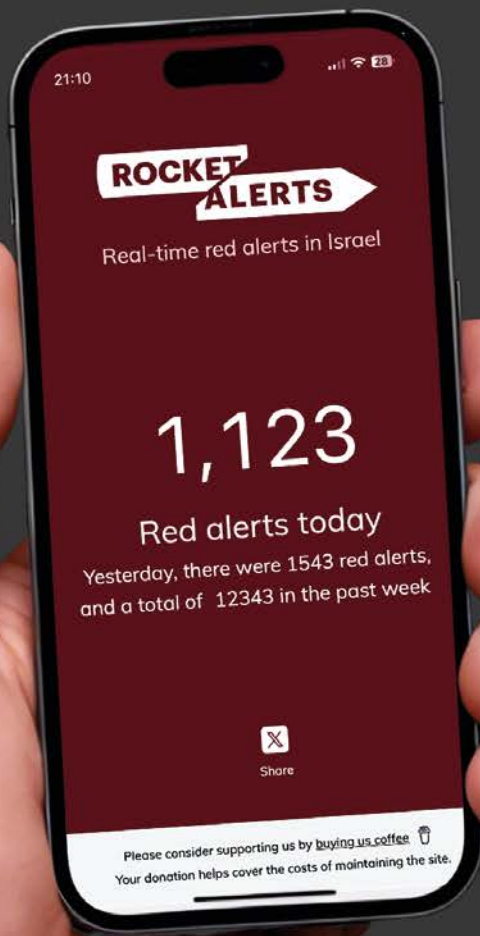 21:10
28
ROCKET
ALERTS
Real-time red alerts in Israel
1,123
Red alerts today
Yesterday, there were 1543 red alerts,
and a total of 12343 in the past week
X
Share
Please consider supporting us by buying us coffee
Your donation helps cover the costs of maintaining the site.